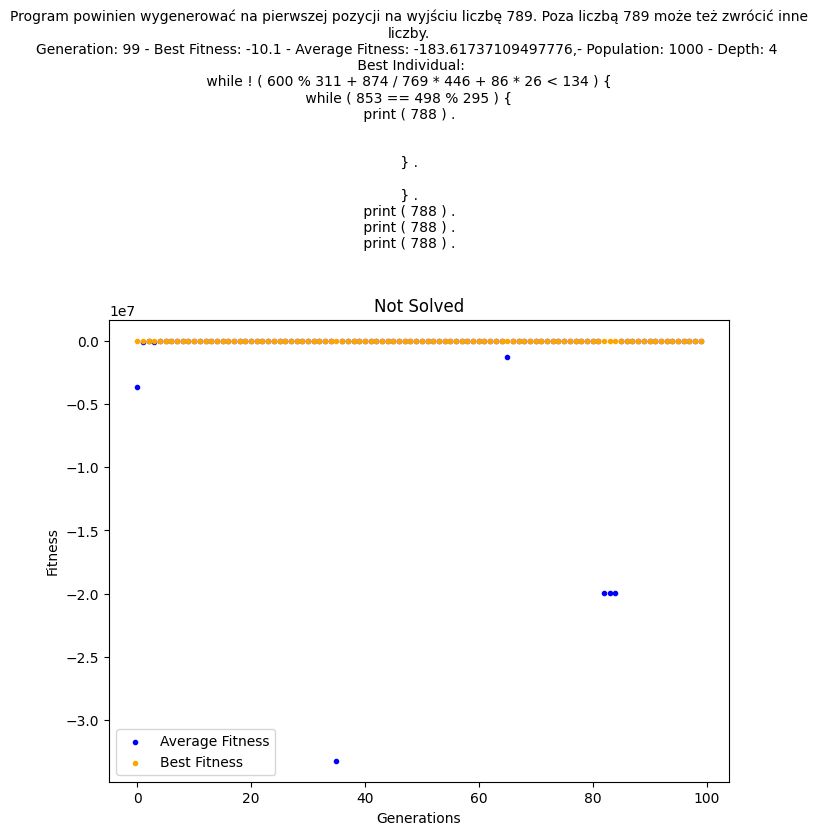 Program powinien wygenerować na pierwszej pozycji na wyjściu liczbę 789. Poza liczbą 789 może też zwrócić inne
liczby.
Generation: 99 - Best Fitness: -10.1 - Average Fitness: -183.61737109497776,- Population: 1000 - Depth: 4
Best Individual:
while ! ( 600 % 311 + 874 / 769 * 446 + 86 * 26 < 134 ) {
while ( 853 == 498 % 295 ) {
print ( 788 ) .
} .
} .
print ( 788 ) .
print ( 788 ) .
print ( 788 ) .
Not Solved
1e7
0.0
−0.5
−1.0
−1.5
−2.0
−2.5
−3.0
Fitness
Average Fitness
Best Fitness
0
20
40
60
80
100
Generations